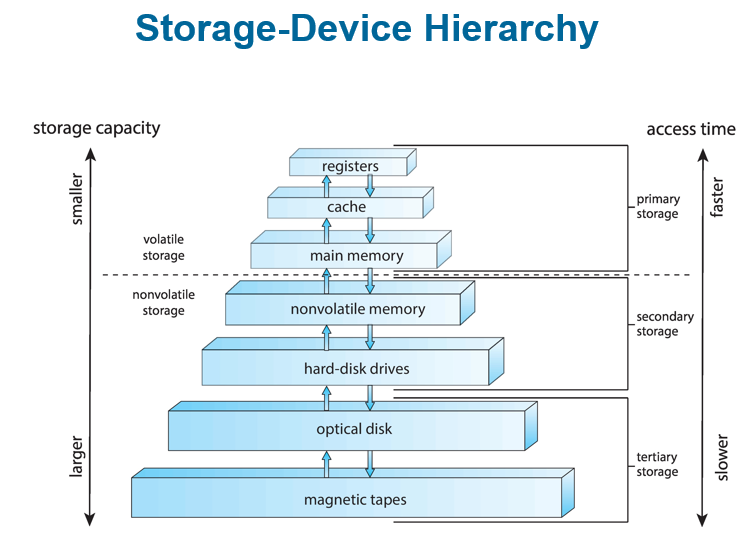 Storage-Device Hierarchy
storage capacity
access time
smaller
larger
volatile
storage
nonvolatile
storage
registers
cache
main memory
nonvolatile memory
hard-disk drives
optical disk
magnetic tapes
primary
storage
secondary
storage
tertiary
storage
faster
slower